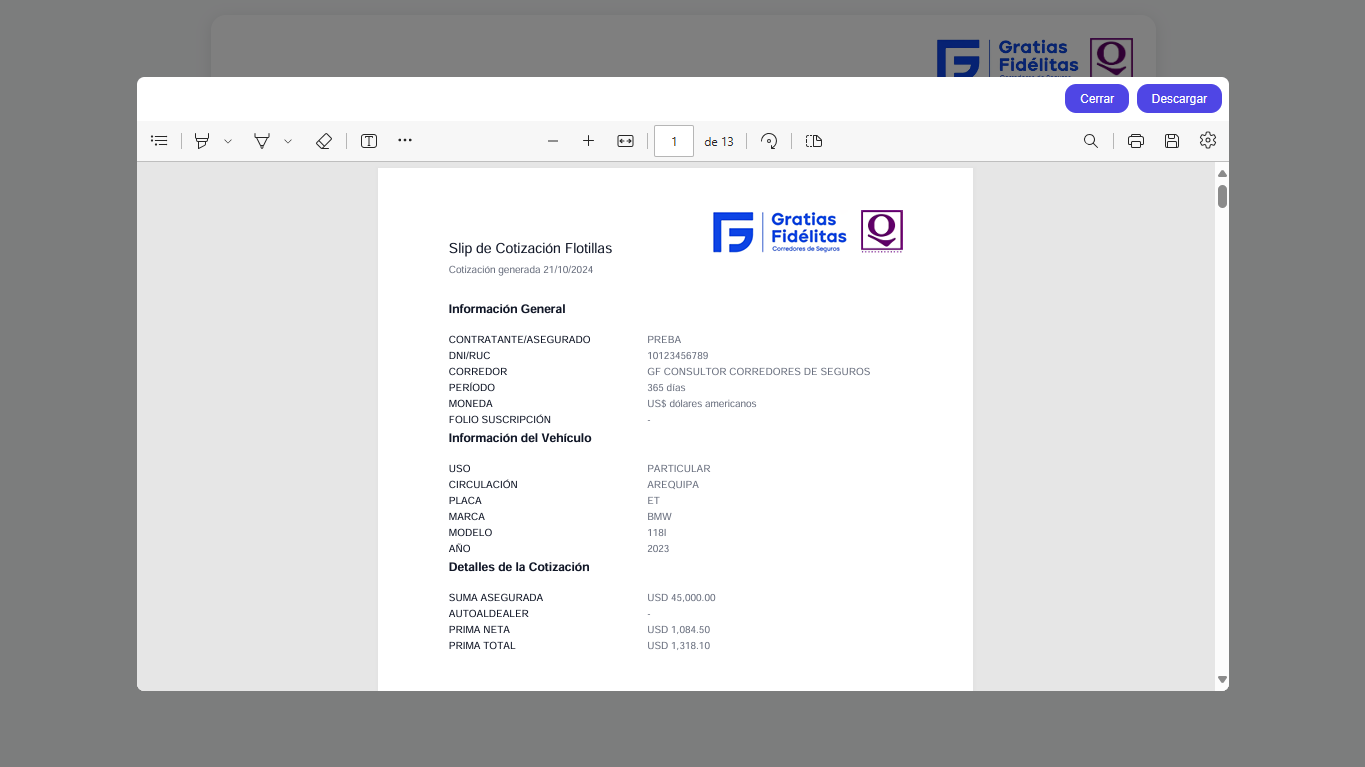 Gratias
Fidélitas
Q
Cerrar
Descargar
1 de 13
Gratias
Fidélitas
Corredores de Seguros
Q
Slip de Cotización Flotillas
Cotización generada 21/10/2024
Información General
CONTRATANTE/ASEGURADO PREBA
DNI/RUC 10123456789
CORREDOR GF CONSULTOR CORREDORES DE SEGUROS
PERÍODO 365 días
MONEDA US$ dólares americanos
FOLIO SUSCRIPCIÓN -
Información del Vehículo
USO PARTICULAR
CIRCULACIÓN AREQUIPA
PLACA ET
MARCA BMW
MODELO 118I
AÑO 2023
Detalles de la Cotización
SUMA ASEGURADA USD 45,000.00
AUTOALDEALER -
PRIMA NETA USD 1,084.50
PRIMA TOTAL USD 1,318.10